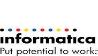 informatica
Put potential to work: